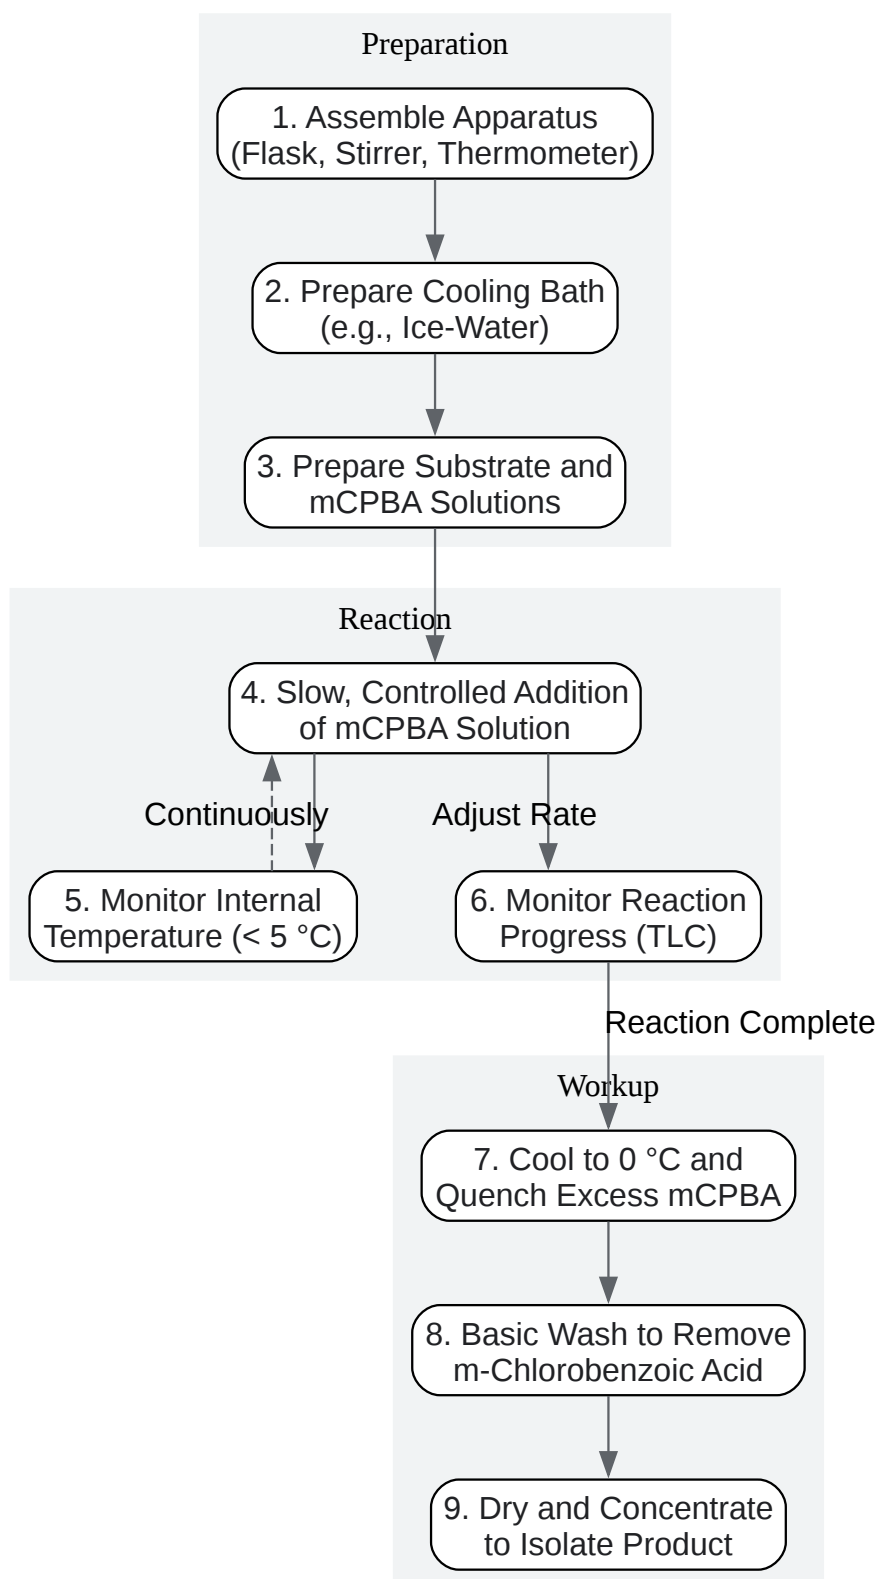 Preparation
1. Assemble Apparatus
(Flask, Stirrer, Thermometer)
2. Prepare Cooling Bath
(e.g., Ice-Water)
3. Prepare Substrate and
mCPBA Solutions
Reaction
4. Slow, Controlled Addition
of mCPBA Solution
Continuously
Adjust Rate
5. Monitor Internal
Temperature (< 5 °C)
6. Monitor Reaction
Progress (TLC)
Reaction Complete
Workup
7. Cool to 0 °C and
Quench Excess mCPBA
8. Basic Wash to Remove
m-Chlorobenzoic Acid
9. Dry and Concentrate
to Isolate Product